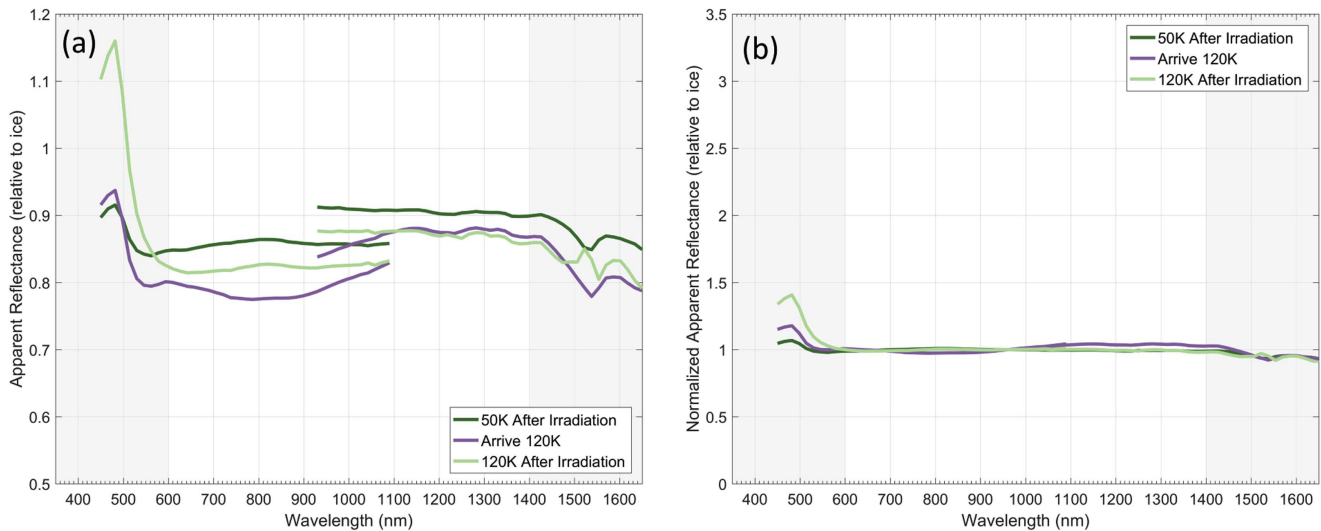 (a)
Apparent Reflectance (relative to ice)
1.2
1.1
1
0.9
0.8
0.7
0.6
0.5
50K After Irradiation
Arrive 120K
120K After Irradiation
400 500 600 700 800 900 1000 1100 1200 1300 1400 1500 1600
Wavelength (nm)
(b)
Normalized Apparent Reflectance (relative to ice)
3.5
3
2.5
2
1.5
1
0.5
0
50K After Irradiation
Arrive 120K
120K After Irradiation
400 500 600 700 800 900 1000 1100 1200 1300 1400 1500 1600
Wavelength (nm)